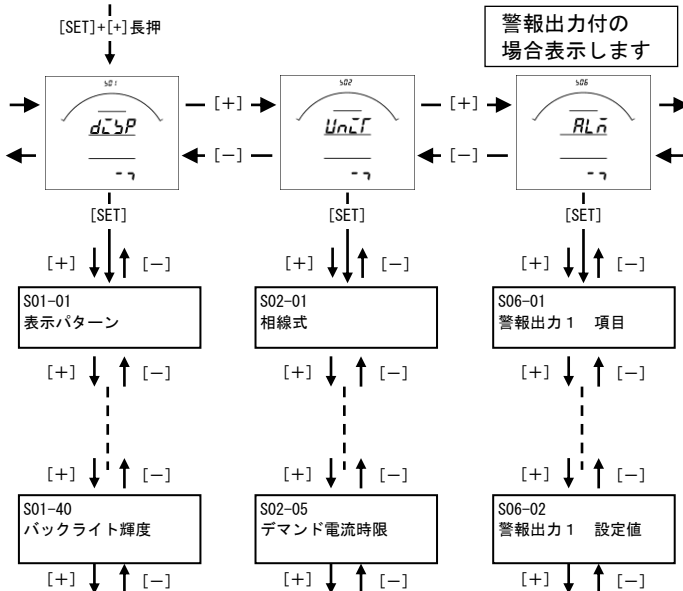 [SET]+[+]長押
警報出力付の
場合表示します
S01
dISP
[+]
[−]
S02
UnIT
[+]
[−]
S06
ALn
[SET]
[SET]
[SET]
[+] [−]
[+] [−]
[+] [−]
S01-01
表示パターン
S02-01
相線式
S06-01
警報出力1 項目
[+] [−]
[+] [−]
[+] [−]
[+] [−]
[+] [−]
[+] [−]
S01-40
バックライト輝度
S02-05
デマンド電流時限
S06-02
警報出力1 設定値
[+] [−]
[+] [−]
[+] [−]